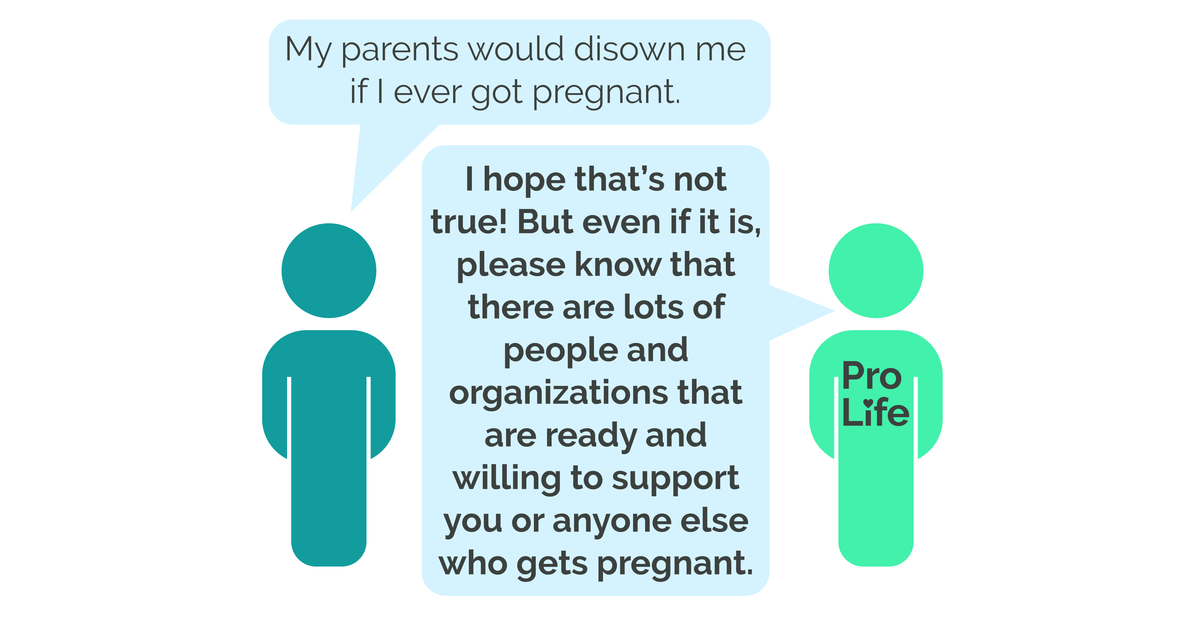 My parents would disown me
if I ever got pregnant.
I hope that’s not
true! But even if it is,
please know that
there are lots of
people and
organizations that
are ready and
willing to support
you or anyone else
who gets pregnant.
Pro
Life